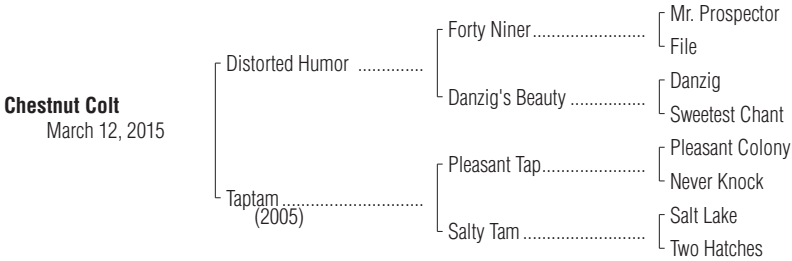 Mr. Prospector
Forty Niner.......................
File
Distorted Humor ..............
Danzig
Danzig's Beauty ................
Sweetest Chant
Chestnut Colt
March 12, 2015
Pleasant Colony
Pleasant Tap.....................
Never Knock
Taptam..............................
(2005)
Salt Lake
Salty Tam .........................
Two Hatches